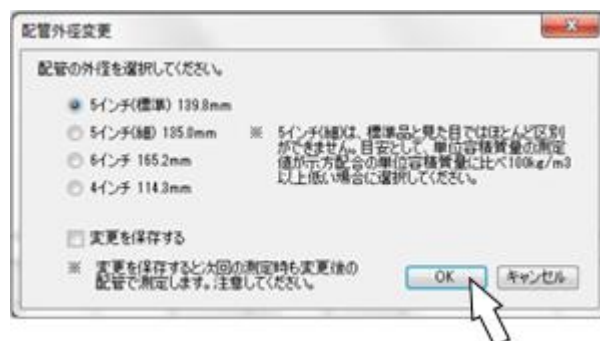 配管外径変更
配管の外径を選択してください。
5インチ(標準) 139.8mm
5インチ(細) 135.0mm
6インチ 165.2mm
4インチ 114.3mm
※ 5インチ(細)は、標準品と見た目ではほとんど区別
ができません。目安として、単位容積質量の測定
値が示方配合の単位容積質量に比べ100kg/m3
以上低い場合に選択してください。
変更を保存する
※ 変更を保存すると次回の測定時も変更後の
配管で測定します。注意してください。
OK
キャンセル